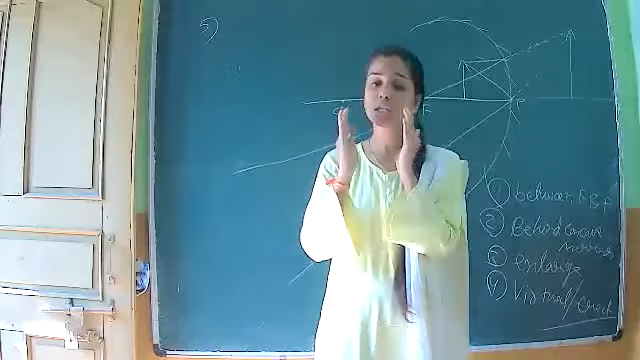 5)
C
F
P
① between F & P
② Behind concave
mirror
③ enlarge
④ Virtual/Erect